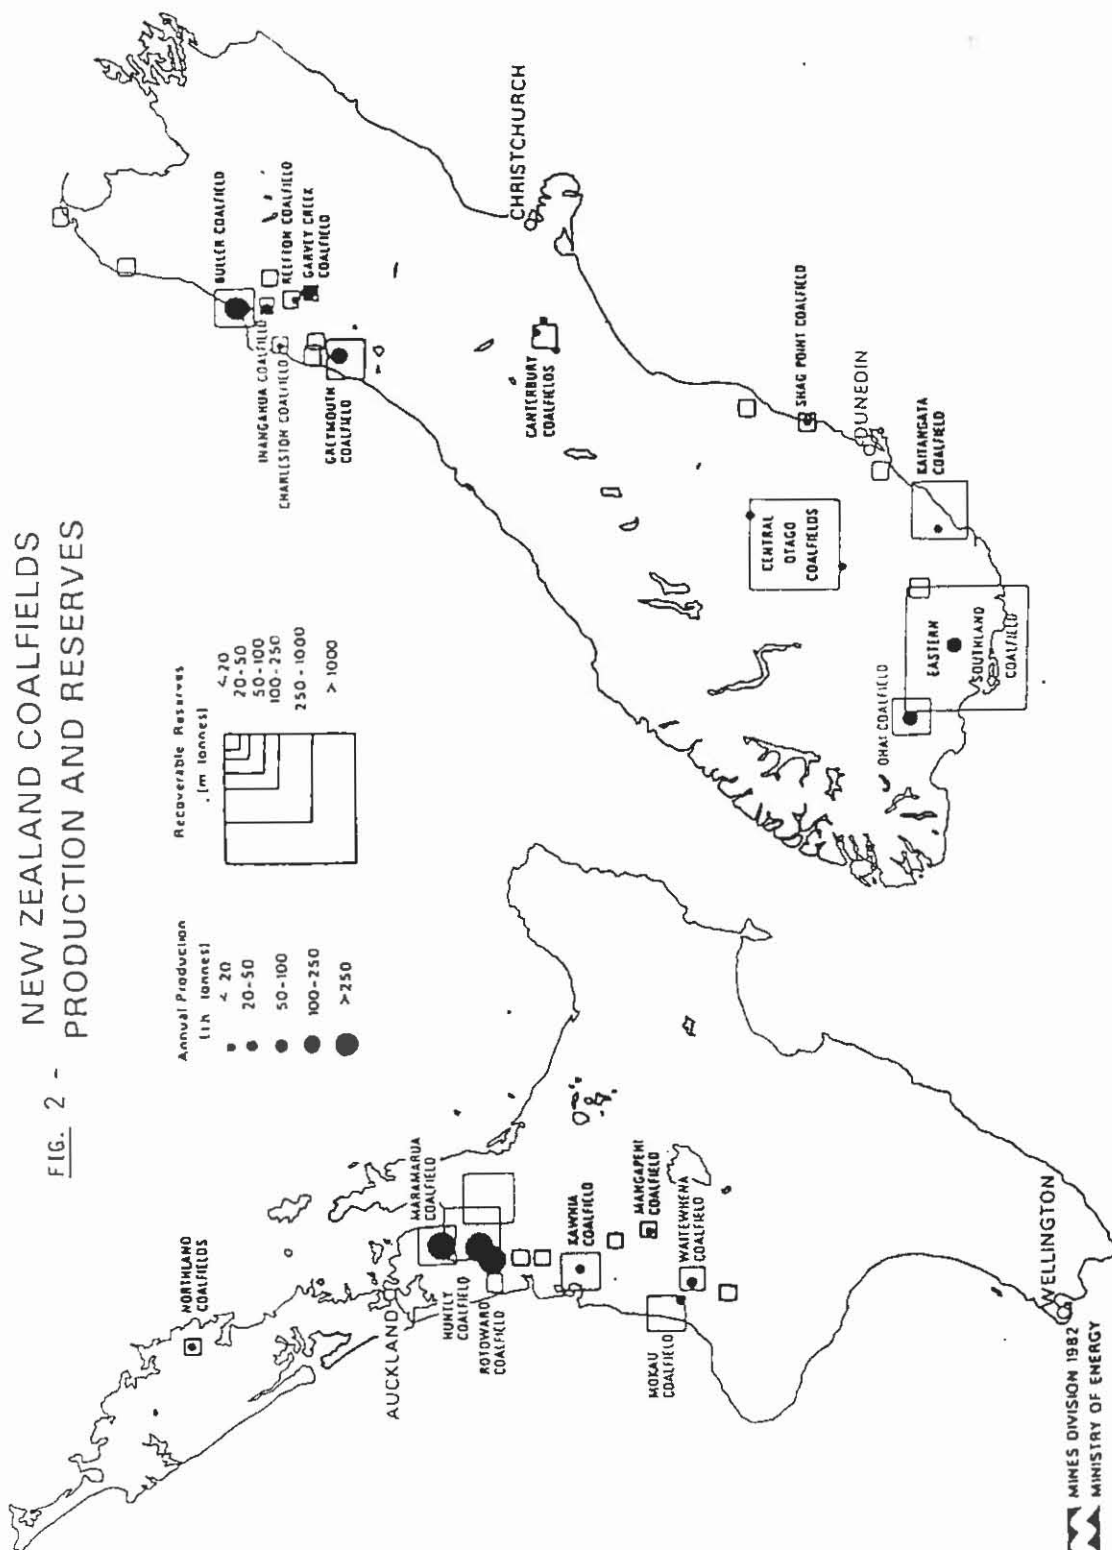 FIG. 2 - NEW ZEALAND COALFIELDS
PRODUCTION AND RESERVES
Annual Production
< 20
20-50
50-100
100-250
>250
Recoverable Reserves
(m tonnes)
<20
20-50
50-100
100-250
250-1000
>1000
NORTHLAND
COALFIELDS
AUCKLAND
MARAMARUA
COALFIELD
HUNTLY
COALFIELD
ROTOWARO
COALFIELD
KAWHIA
COALFIELD
MANGAPEHI
COALFIELD
WAITEWHENA
COALFIELD
MOKAU
COALFIELD
WELLINGTON
BULLER COALFIELD
INANGAHUA COALFIELD
REEFTON COALFIELD
GARVEY CREEK
COALFIELD
CHARLESTON COALFIELD
GREYMOUTH
COALFIELD
CHRISTCHURCH
CANTERBURY
COALFIELDS
SHAG POINT COALFIELD
DUNEDIN
KAITANGATA
COALFIELD
CENTRAL
OTAGO
COALFIELDS
EASTERN
SOUTHLAND
COALFIELD
OHAI COALFIELD
MINES DIVISION 1982
MINISTRY OF ENERGY